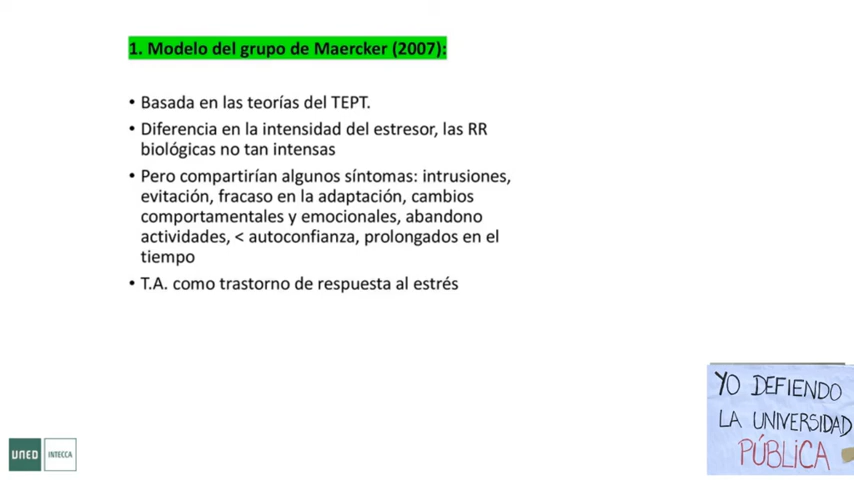 1. Modelo del grupo de Maercker (2007):
• Basada en las teorías del TEPT.
• Diferencia en la intensidad del estresor, las RR
biológicas no tan intensas
• Pero compartirían algunos síntomas: intrusiones,
evitación, fracaso en la adaptación, cambios
comportamentales y emocionales, abandono
actividades, < autoconfianza, prolongados en el
tiempo
• T.A. como trastorno de respuesta al estrés
YO DEFIENDO
LA UNIVERSIDAD
PÚBLICA
UNED INTECCA